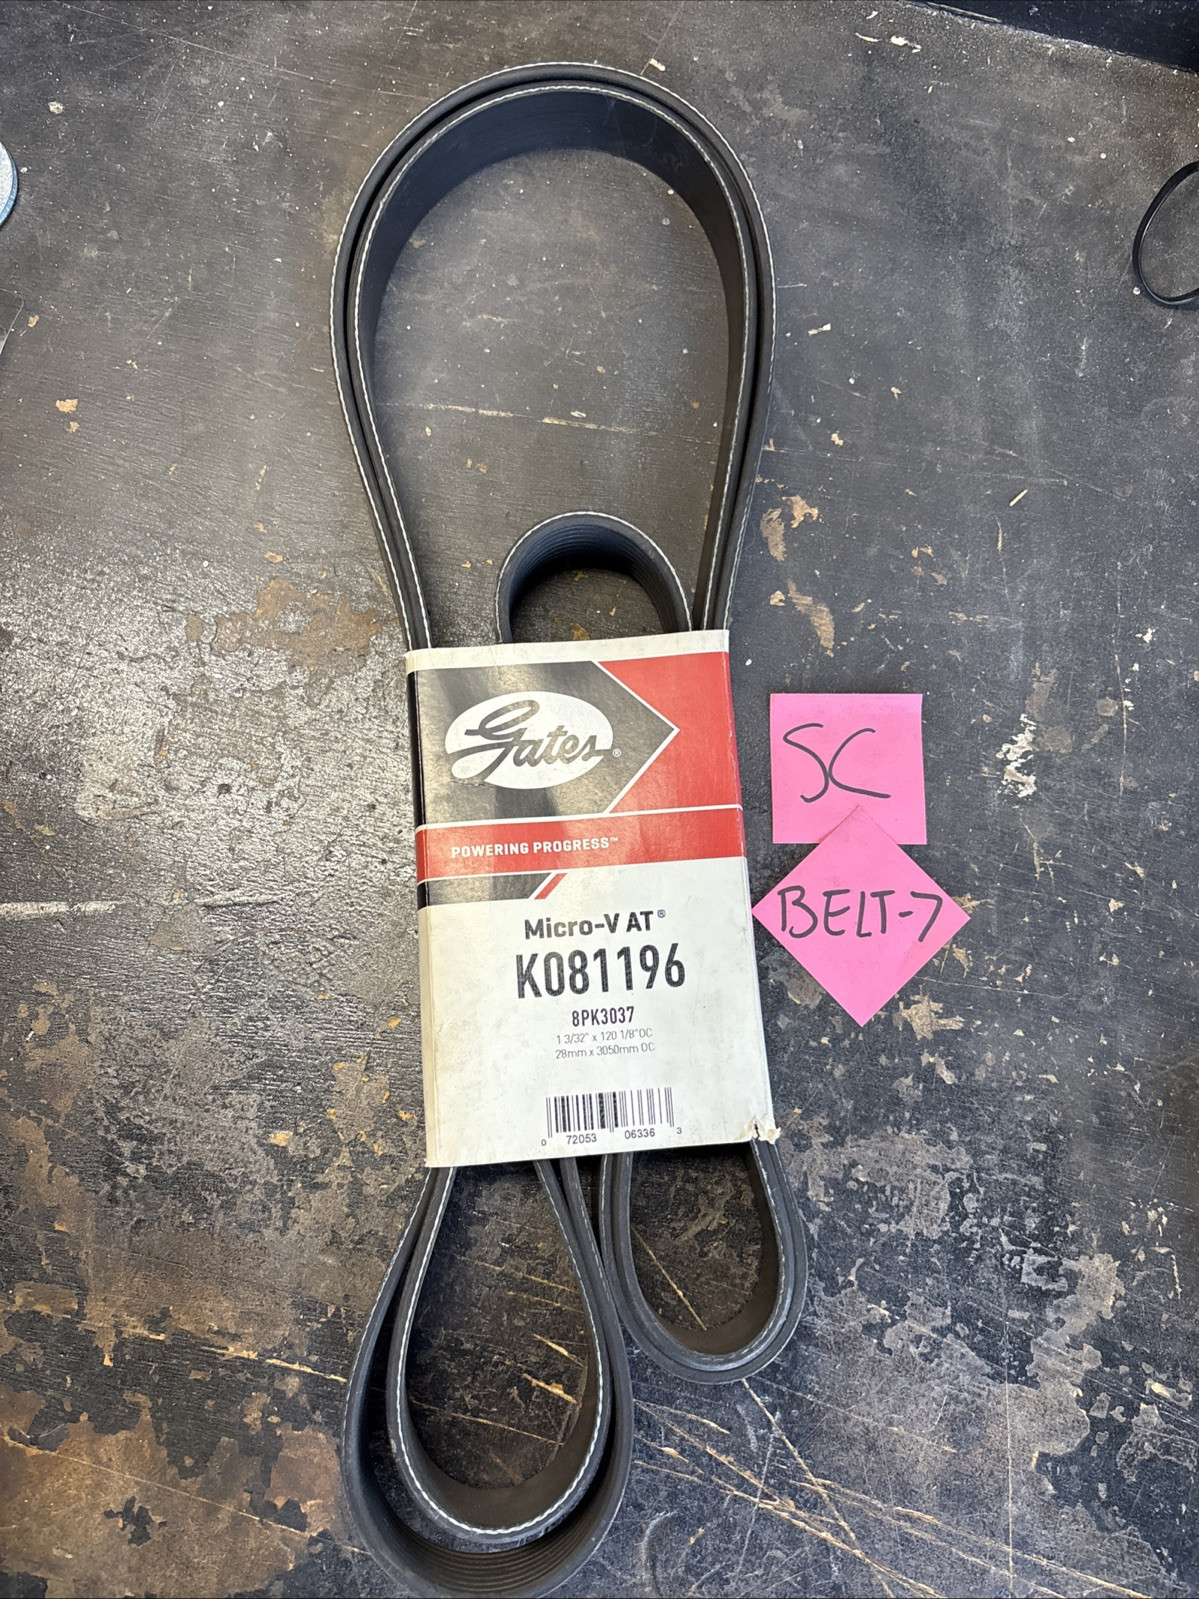 Gates®
POWERING PROGRESS™
Micro-V AT®
K081196
8PK3037
1 3/32" x 120 1/8"OC
28mm x 3050mm OC
0 72053 06336 3
SC
BELT-7